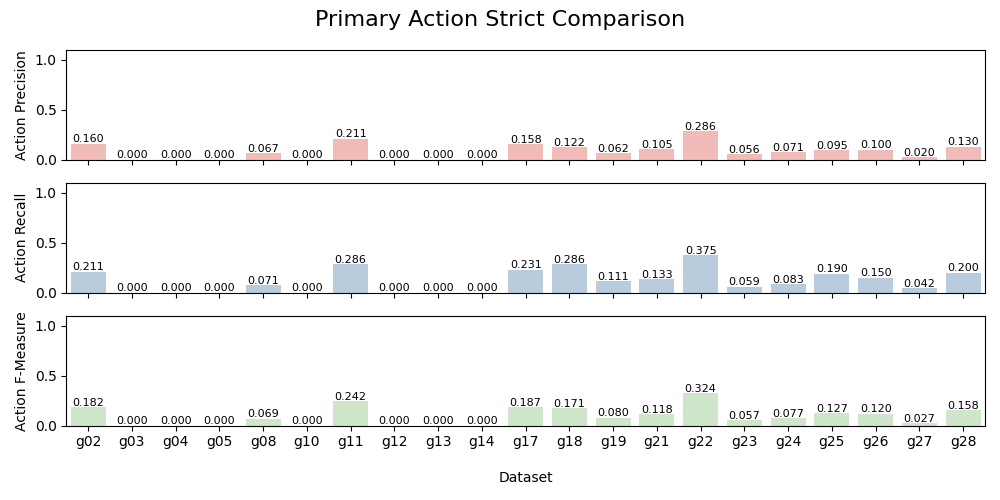 Primary Action Strict Comparison
Action Precision
1.0
0.5
0.0
0.160 0.000 0.000 0.000 0.067 0.000 0.211 0.000 0.000 0.000 0.158 0.122 0.062 0.105 0.286 0.056 0.071 0.095 0.100 0.020 0.130
Action Recall
1.0
0.5
0.0
0.211 0.000 0.000 0.000 0.071 0.000 0.286 0.000 0.000 0.000 0.231 0.286 0.111 0.133 0.375 0.059 0.083 0.190 0.150 0.042 0.200
Action F-Measure
1.0
0.5
0.0
0.182 0.000 0.000 0.000 0.069 0.000 0.242 0.000 0.000 0.000 0.187 0.171 0.080 0.118 0.324 0.057 0.077 0.127 0.120 0.027 0.158
g02 g03 g04 g05 g08 g10 g11 g12 g13 g14 g17 g18 g19 g21 g22 g23 g24 g25 g26 g27 g28
Dataset